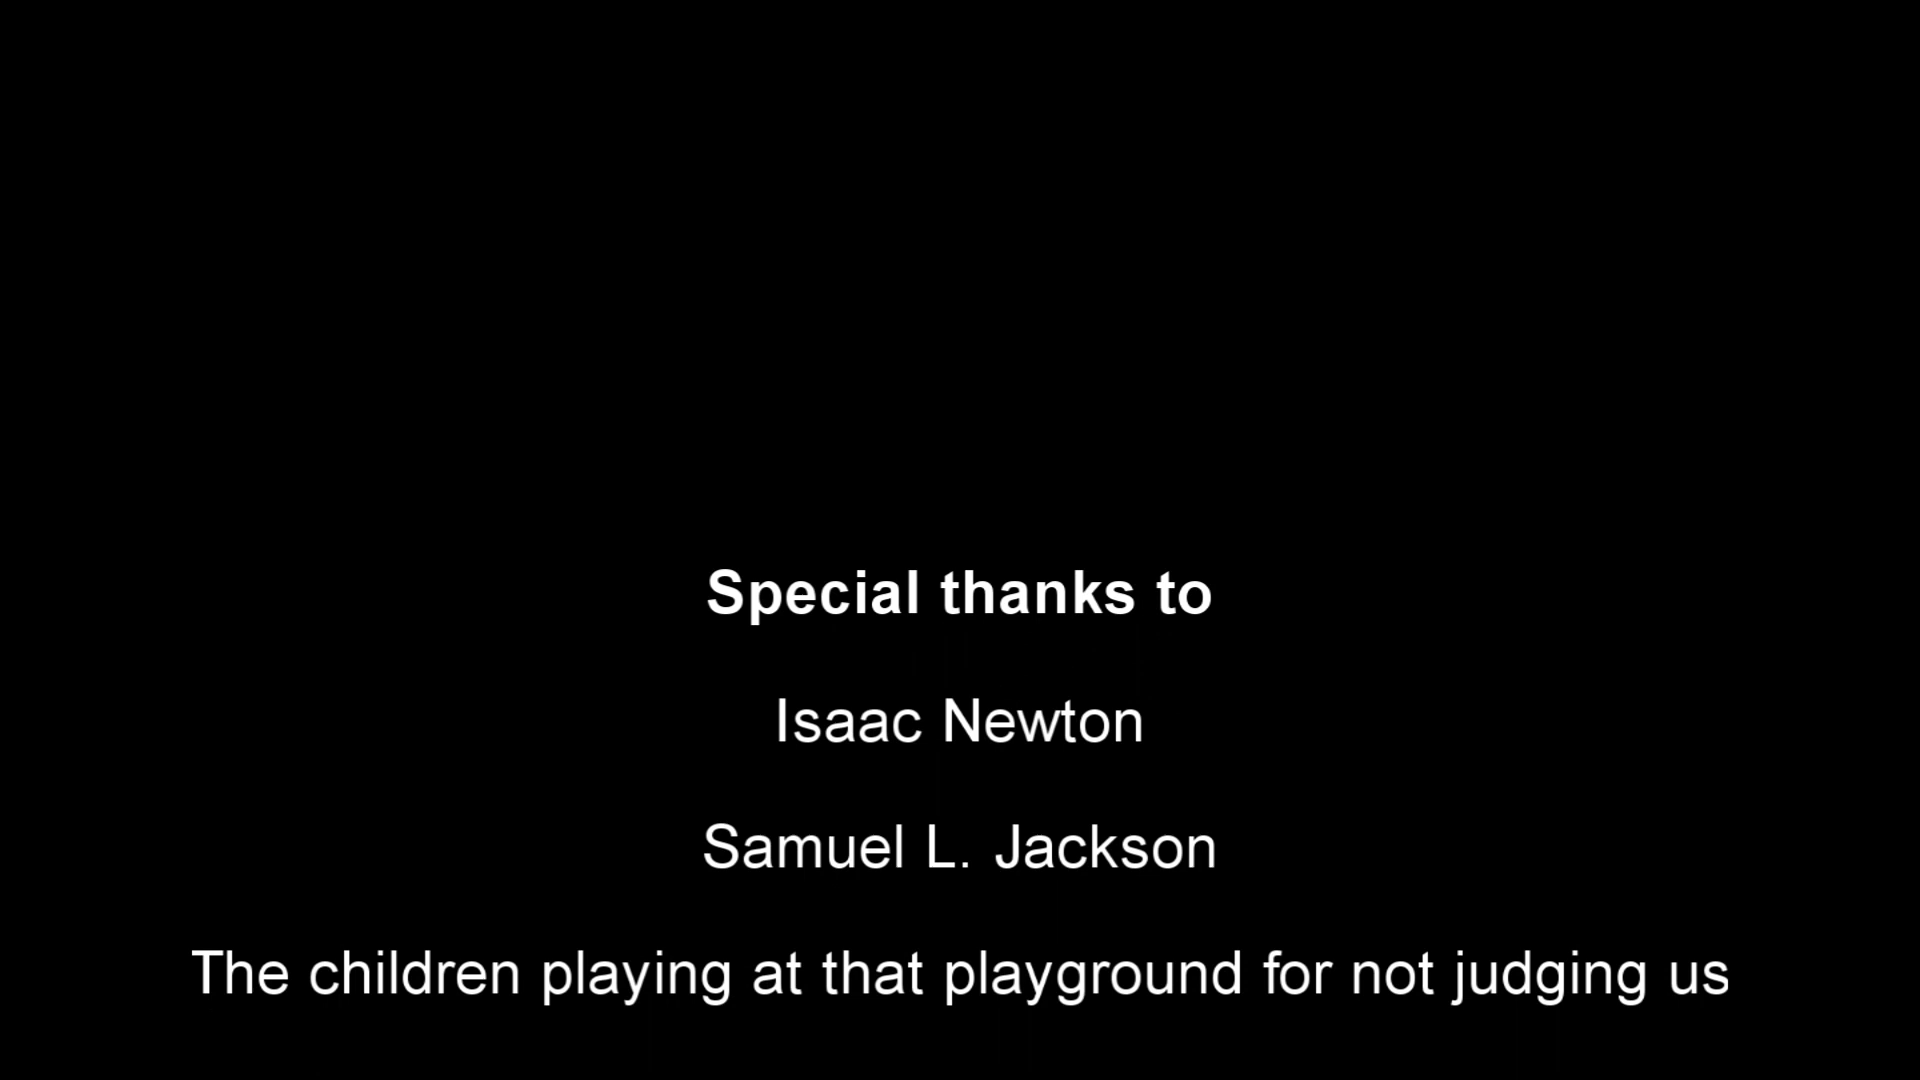 Special thanks to
Isaac Newton
Samuel L. Jackson
The children playing at that playground for not judging us